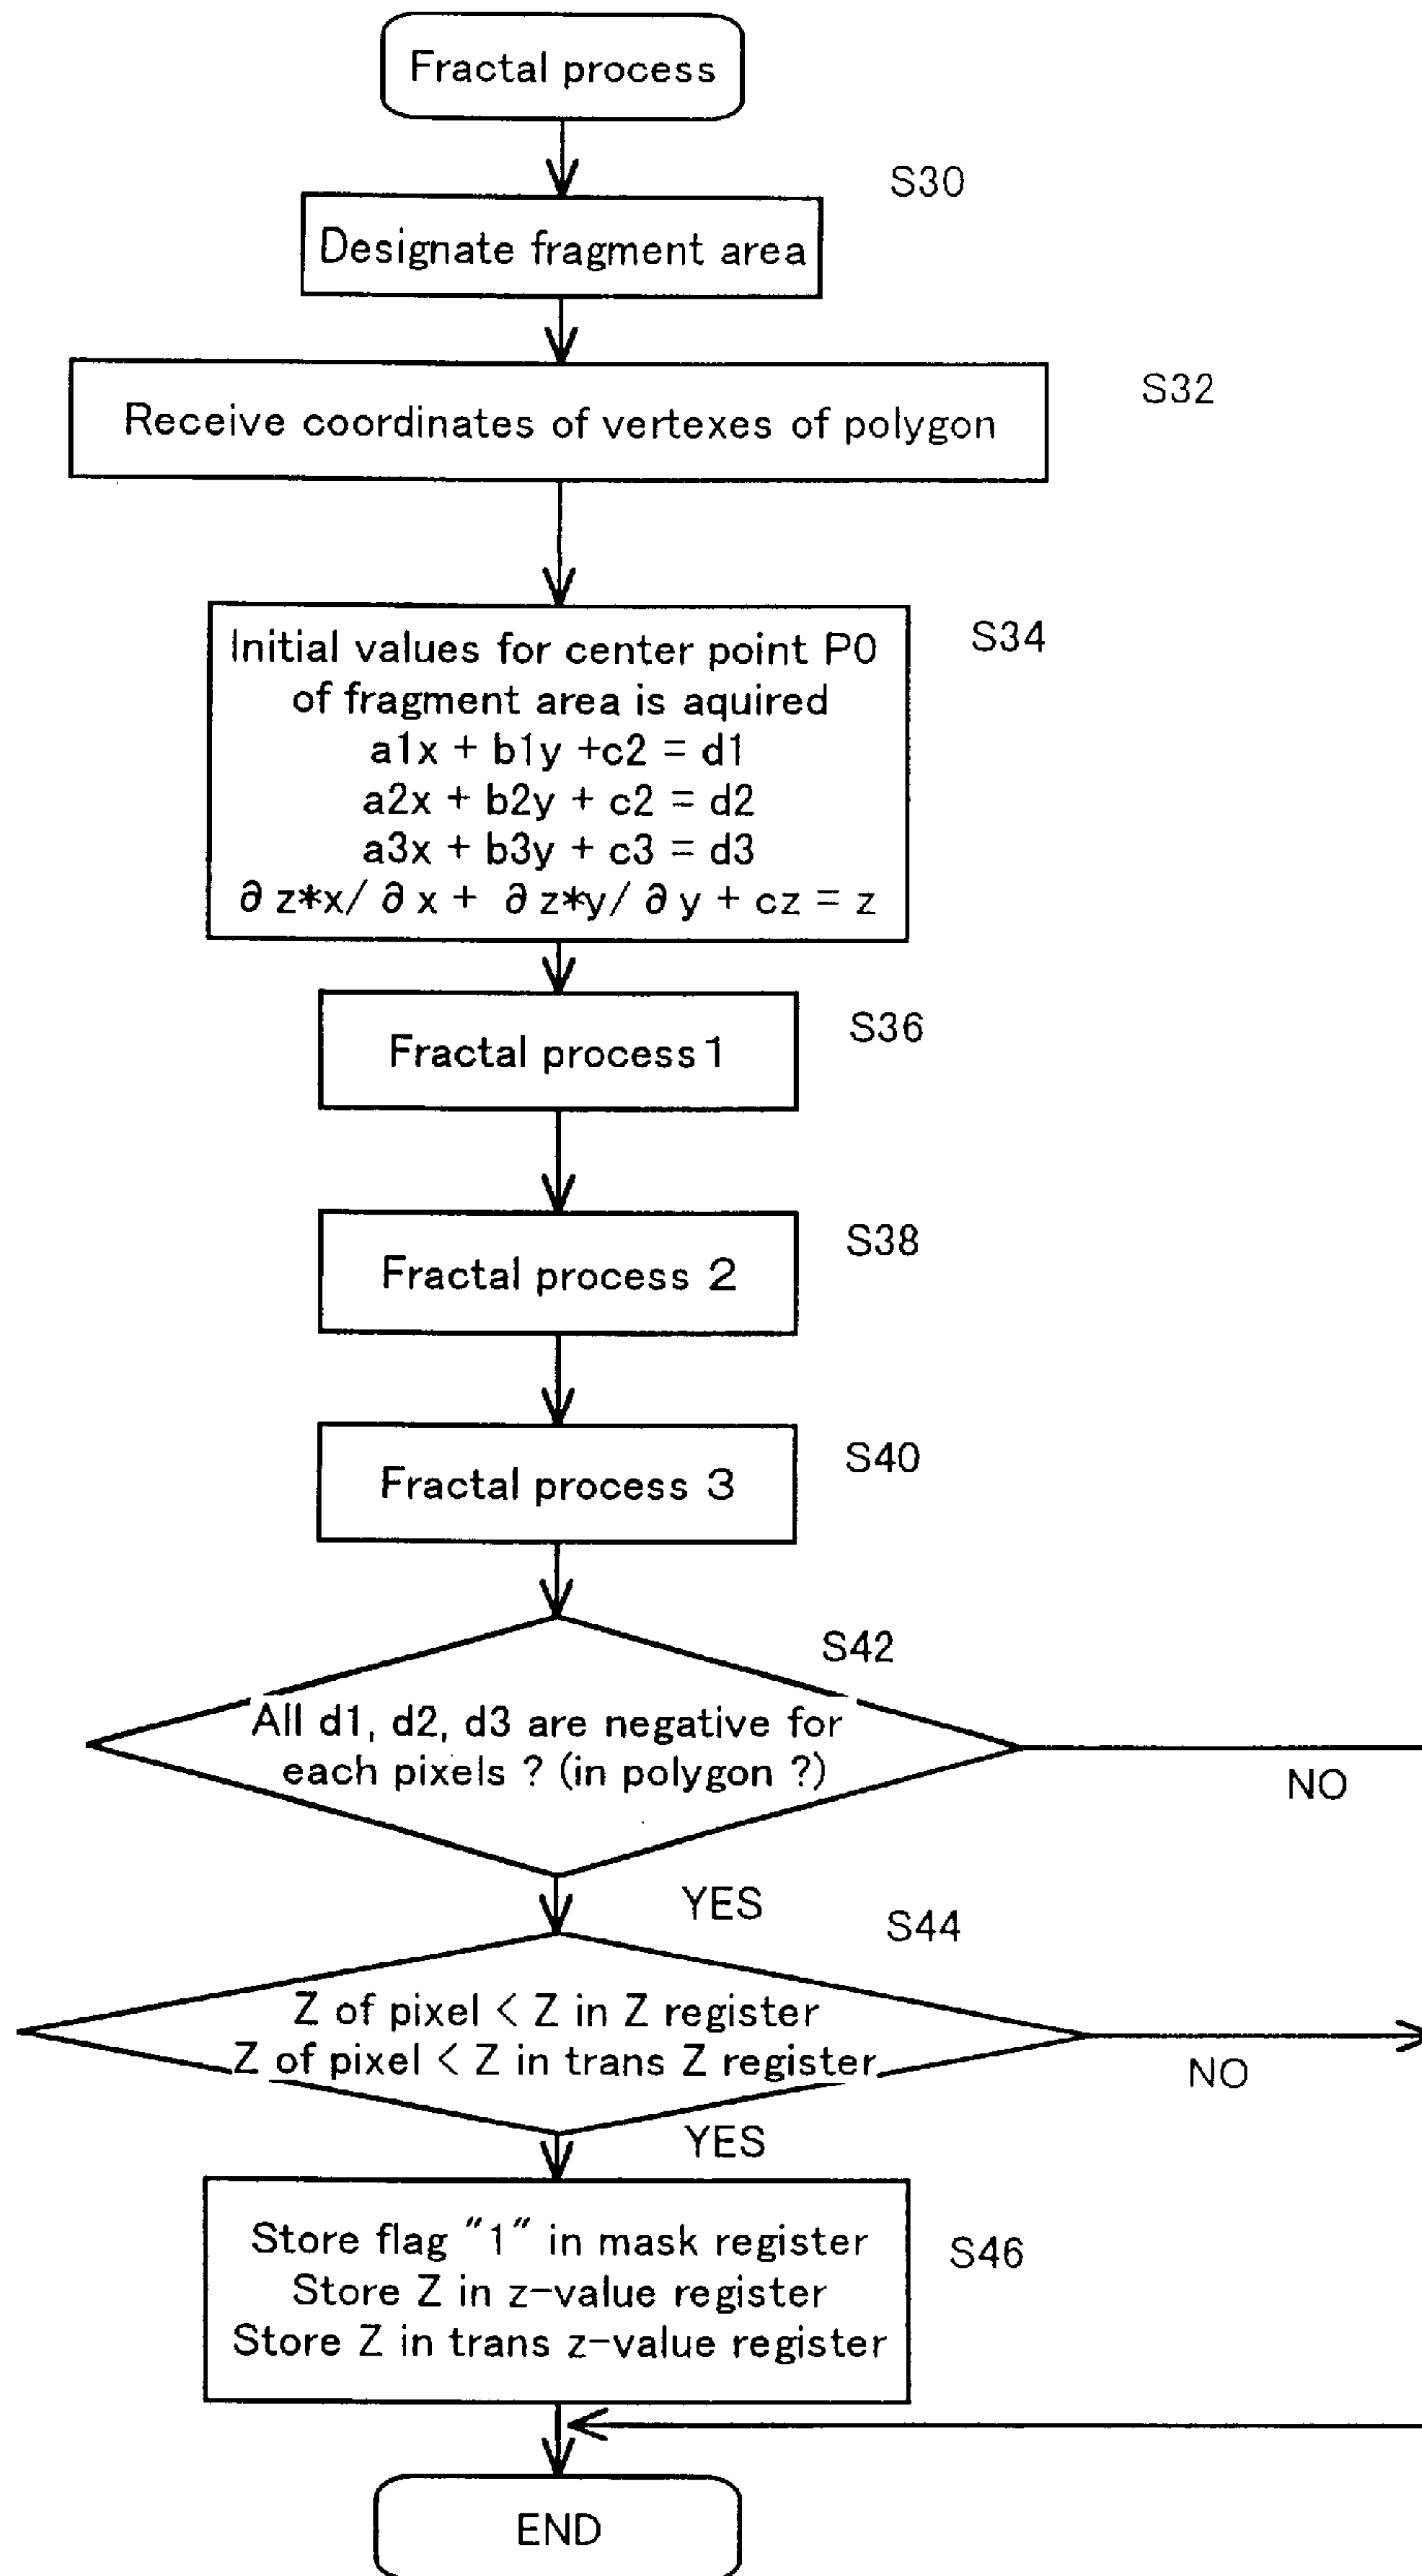 Fractal process
S30
Designate fragment area
S32
Receive coordinates of vertexes of polygon
S34
Initial values for center point P0
of fragment area is aquired
a1x + b1y +c2 = d1
a2x + b2y + c2 = d2
a3x + b3y + c3 = d3
∂ z*x/ ∂ x + ∂ z*y/ ∂ y + cz = z
S36
Fractal process 1
S38
Fractal process 2
S40
Fractal process 3
S42
All d1, d2, d3 are negative for
each pixels ? (in polygon ?)
NO
YES
S44
Z of pixel < Z in Z register
Z of pixel < Z in trans Z register
NO
YES
S46
Store flag "1" in mask register
Store Z in z-value register
Store Z in trans z-value register
END